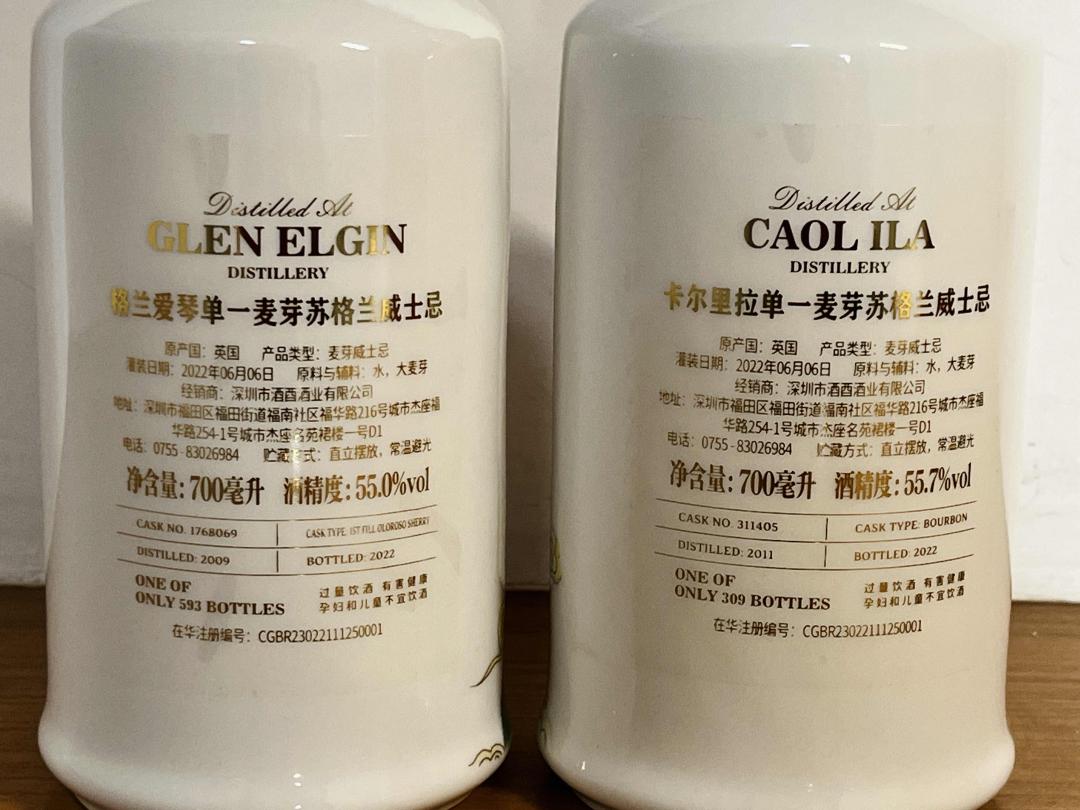 Distilled At
GLEN ELGIN
DISTILLERY
格兰爱琴单一麦芽苏格兰威士忌
原产国：英国 产品类型：麦芽威士忌
灌装日期：2022年06月06日 原料与辅料：水，大麦芽
经销商：深圳市酒酉酒业有限公司
地址：深圳市福田区福田街道福南社区福华路216号城市杰座福
华路254-1号城市杰座名苑裙楼一号D1
电话：0755-83026984 贮藏方式：直立摆放，常温避光
净含量：700毫升 酒精度：55.0%vol
CASK NO. 1768069 CASK TYPE: 1ST FILL OLOROSO SHERRY
DISTILLED: 2009 BOTTLED: 2022
ONE OF
ONLY 593 BOTTLES
过量饮酒 有害健康
孕妇和儿童不宜饮酒
在华注册编号：CGBR23022111250001
Distilled At
CAOL ILA
DISTILLERY
卡尔里拉单一麦芽苏格兰威士忌
原产国：英国 产品类型：麦芽威士忌
灌装日期：2022年06月06日 原料与辅料：水，大麦芽
经销商：深圳市酒酉酒业有限公司
地址：深圳市福田区福田街道福南社区福华路216号城市杰座福
华路254-1号城市杰座名苑裙楼一号D1
电话：0755-83026984 贮藏方式：直立摆放，常温避光
净含量：700毫升 酒精度：55.7%vol
CASK NO. 311405 CASK TYPE: BOURBON
DISTILLED: 2011 BOTTLED: 2022
ONE OF
ONLY 309 BOTTLES
过量饮酒 有害健康
孕妇和儿童不宜饮酒
在华注册编号：CGBR23022111250001